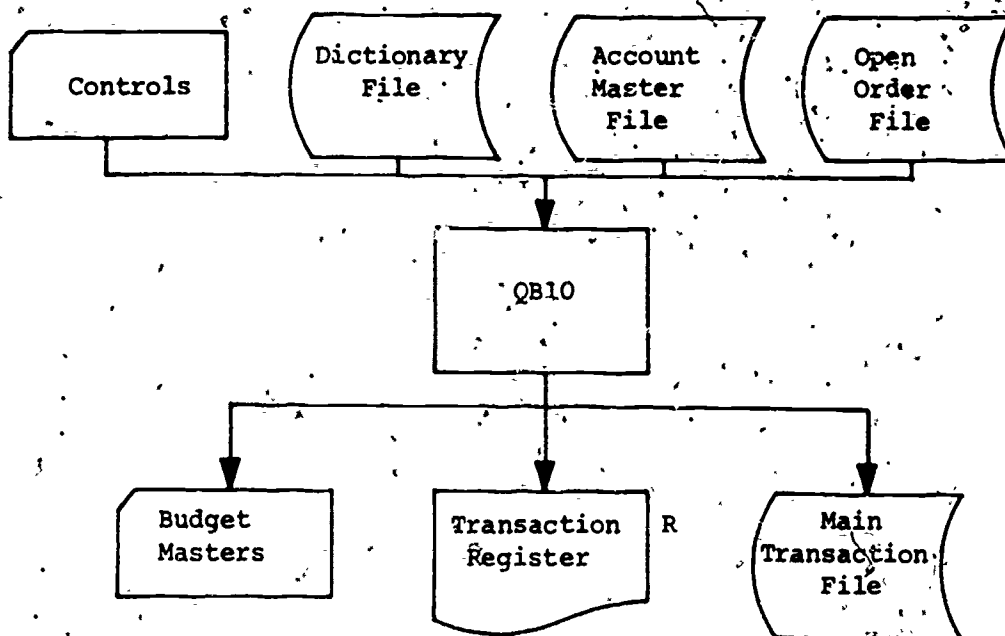 Controls
Dictionary
File
Account
Master
File
Open
Order
File
QB10
Budget
Masters
Transaction
Register
R
Main
Transaction
File